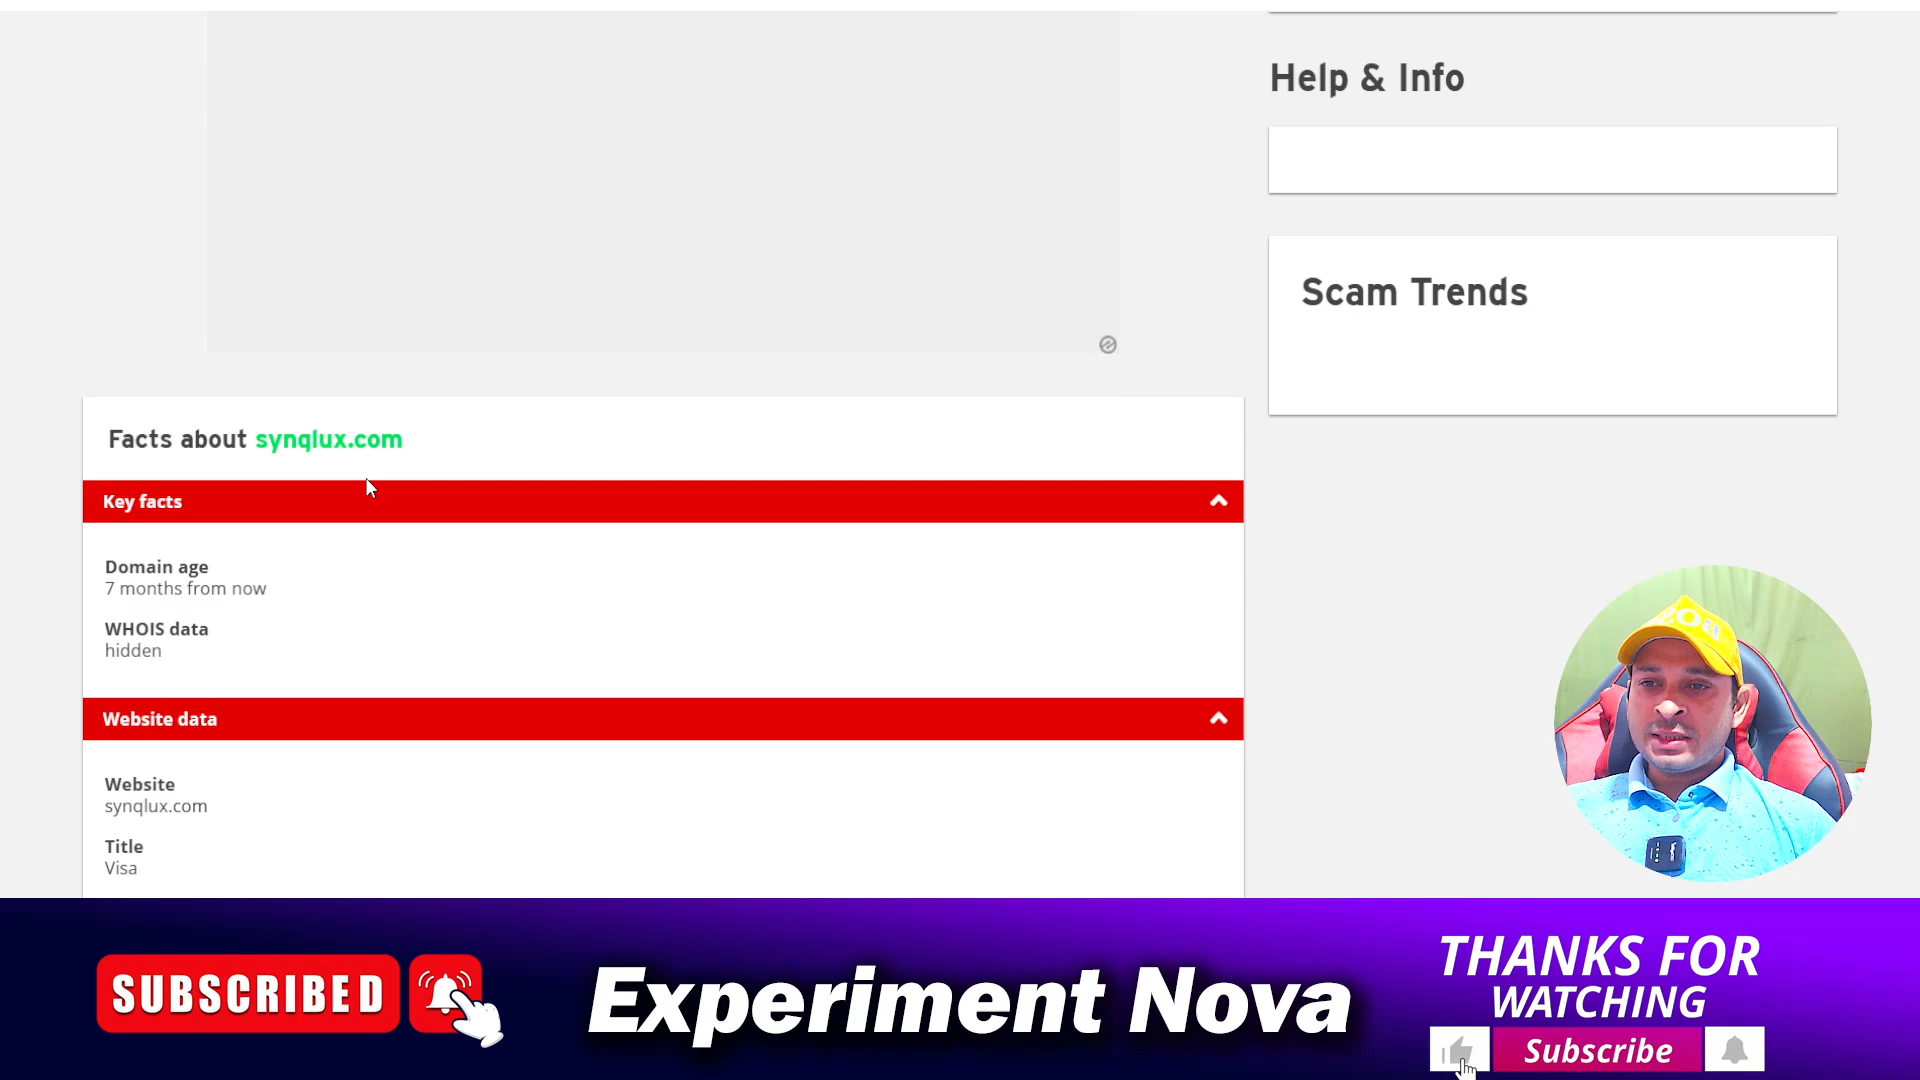 Help & Info
Scam Trends
Facts about synqlux.com
Key facts
Domain age
7 months from now
WHOIS data
hidden
Website data
Website
synqlux.com
Title
Visa
SUBSCRIBED
Experiment Nova
THANKS FOR
WATCHING
Subscribe